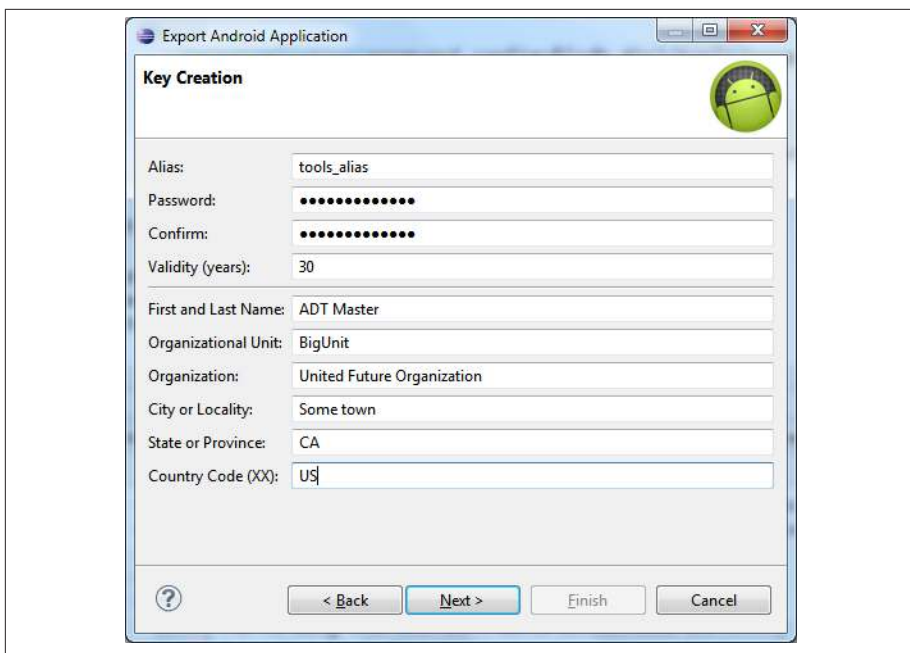 Export Android Application
Key Creation
Alias: tools_alias
Password: ●●●●●●●●●●●●●
Confirm: ●●●●●●●●●●●●●
Validity (years): 30
First and Last Name: ADT Master
Organizational Unit: BigUnit
Organization: United Future Organization
City or Locality: Some town
State or Province: CA
Country Code (XX): US
? < Back Next > Finish Cancel